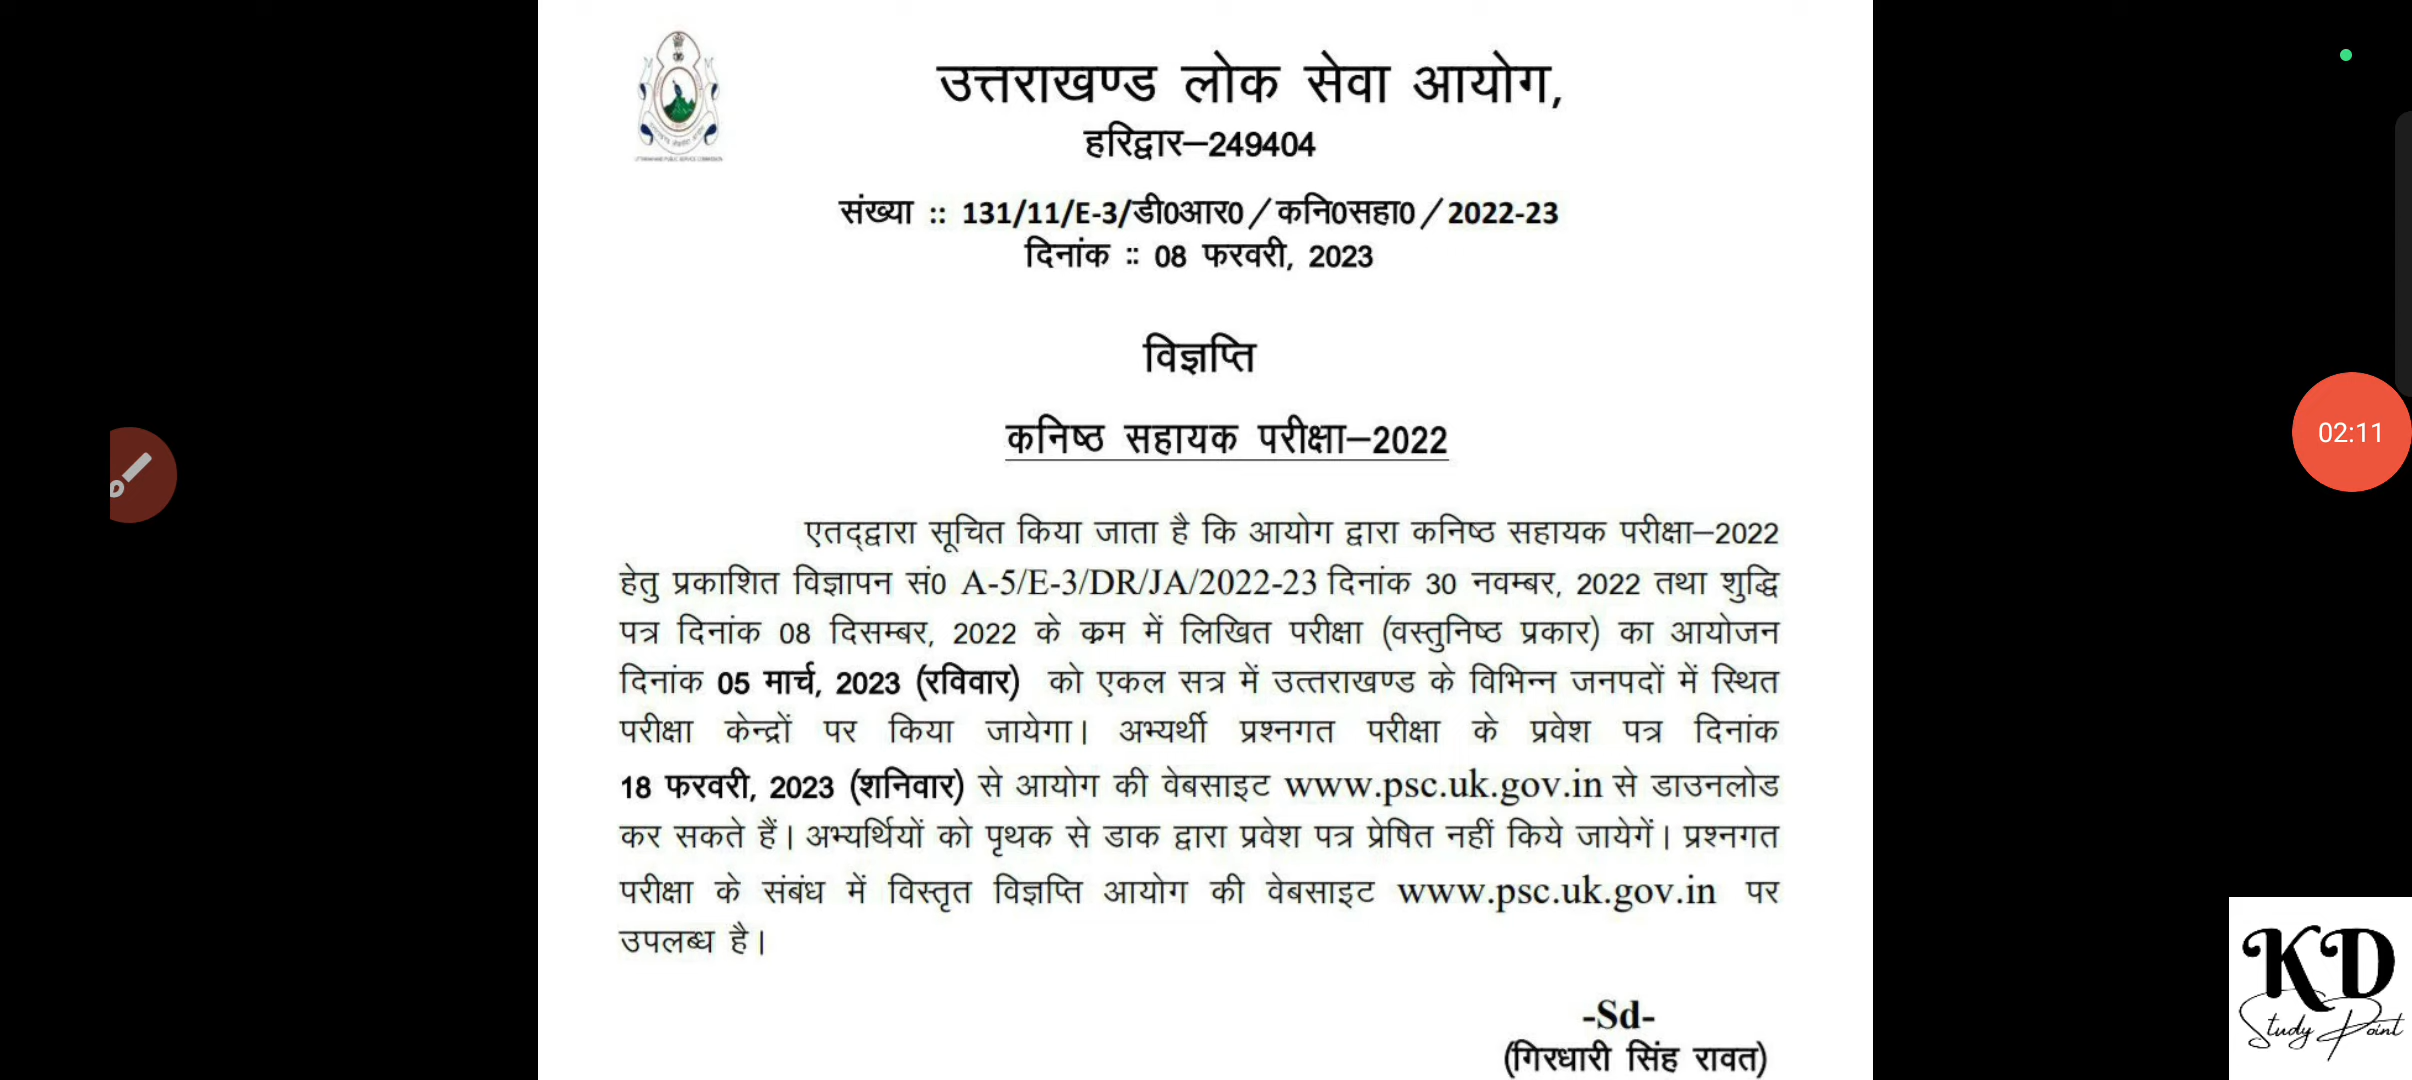 उत्तराखण्ड लोक सेवा आयोग,
हरिद्वार–249404
संख्या :: 131/11/E-3/डी0आर0/कनि0सहा0/2022-23
दिनांक :: 08 फरवरी, 2023
विज्ञप्ति
कनिष्ठ सहायक परीक्षा–2022
एतद्द्वारा सूचित किया जाता है कि आयोग द्वारा कनिष्ठ सहायक परीक्षा–2022
हेतु प्रकाशित विज्ञापन सं0 A-5/E-3/DR/JA/2022-23 दिनांक 30 नवम्बर, 2022 तथा शुद्धि
पत्र दिनांक 08 दिसम्बर, 2022 के क्रम में लिखित परीक्षा (वस्तुनिष्ठ प्रकार) का आयोजन
दिनांक 05 मार्च, 2023 (रविवार) को एकल सत्र में उत्तराखण्ड के विभिन्न जनपदों में स्थित
परीक्षा केन्द्रों पर किया जायेगा। अभ्यर्थी प्रश्नगत परीक्षा के प्रवेश पत्र दिनांक
18 फरवरी, 2023 (शनिवार) से आयोग की वेबसाइट www.psc.uk.gov.in से डाउनलोड
कर सकते हैं। अभ्यर्थियों को पृथक से डाक द्वारा प्रवेश पत्र प्रेषित नहीं किये जायेगें। प्रश्नगत
परीक्षा के संबंध में विस्तृत विज्ञप्ति आयोग की वेबसाइट www.psc.uk.gov.in पर
उपलब्ध है।
-Sd-
(गिरधारी सिंह रावत)
02:11
KD
Study Point